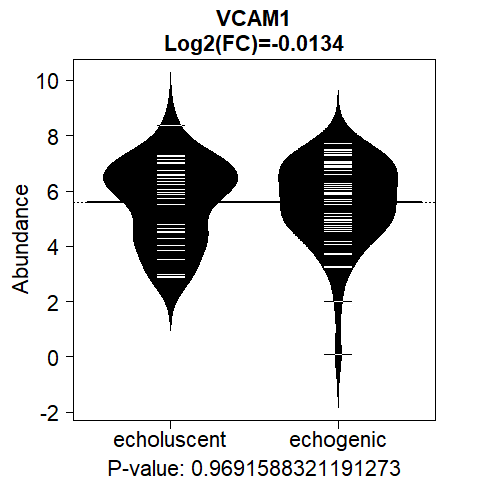 VCAM1
Log2(FC)=-0.0134
Abundance
10
8
6
4
2
0
-2
echoluscent
echogenic
P-value: 0.9691588321191273